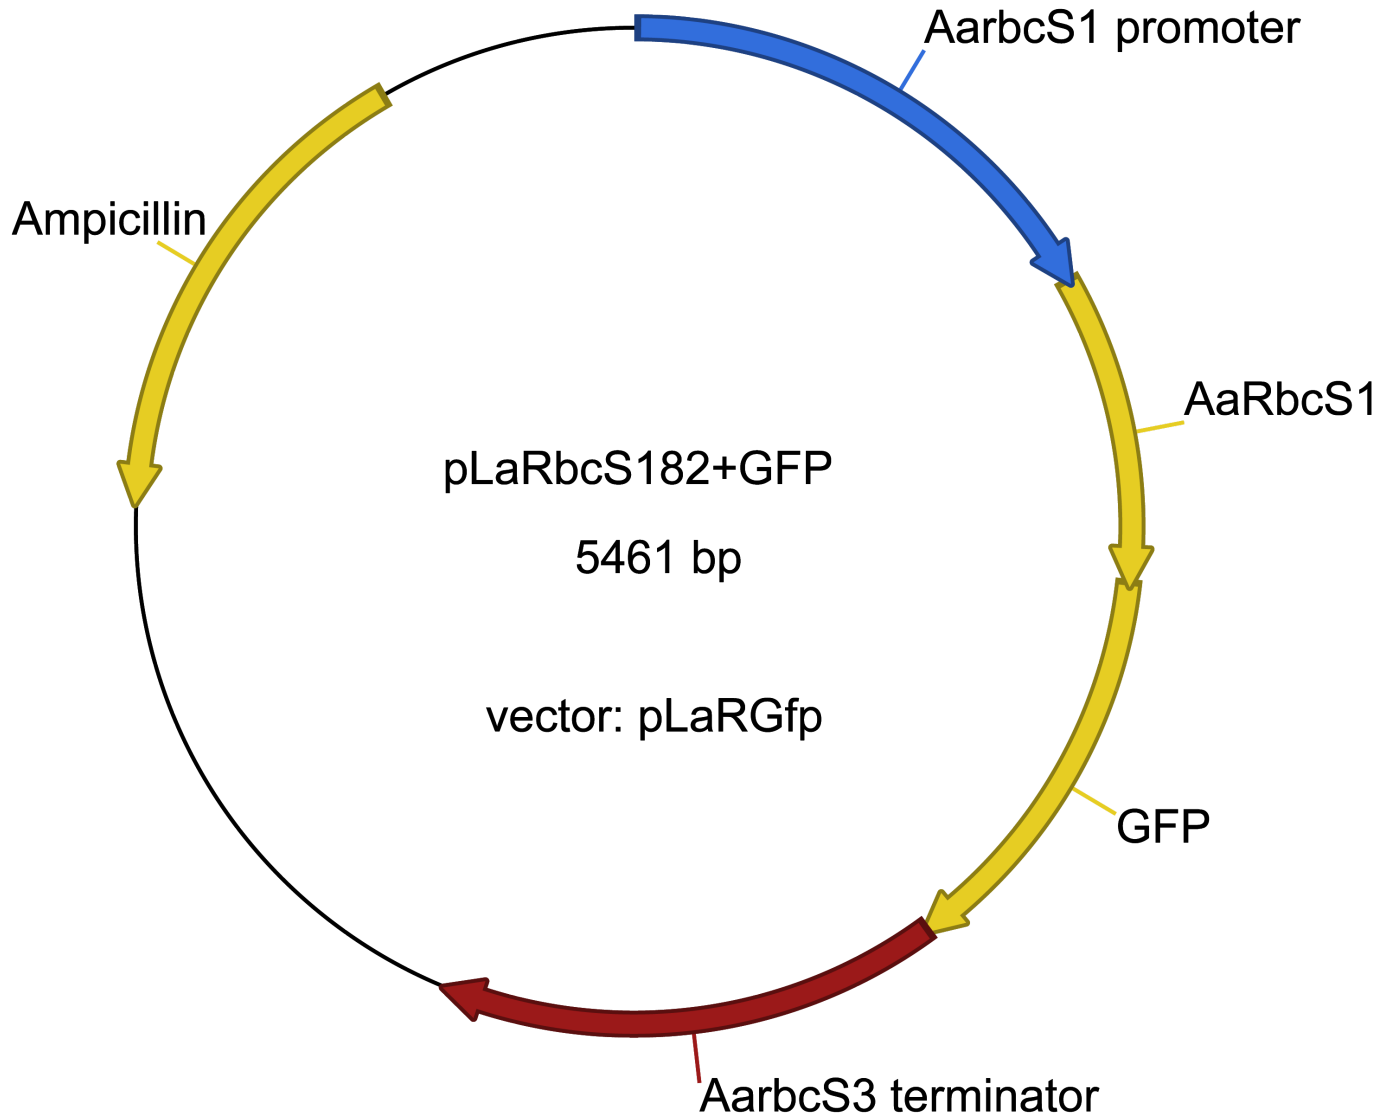 AarbcS1 promoter
Ampicillin
AaRbcS1
pLaRbcS182+GFP
5461 bp
vector: pLaRGfp
GFP
AarbcS3 terminator